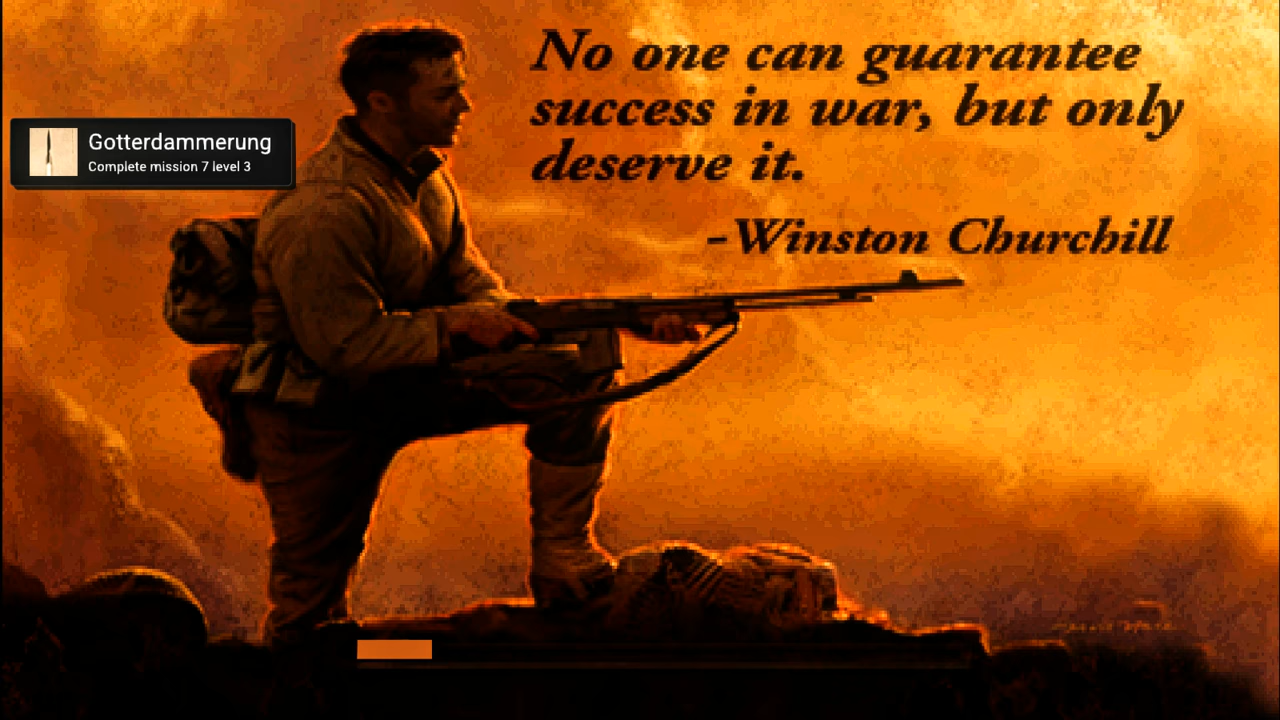 No one can guarantee
success in war, but only
deserve it.
-Winston Churchill
Gotterdammerung
Complete mission 7 level 3